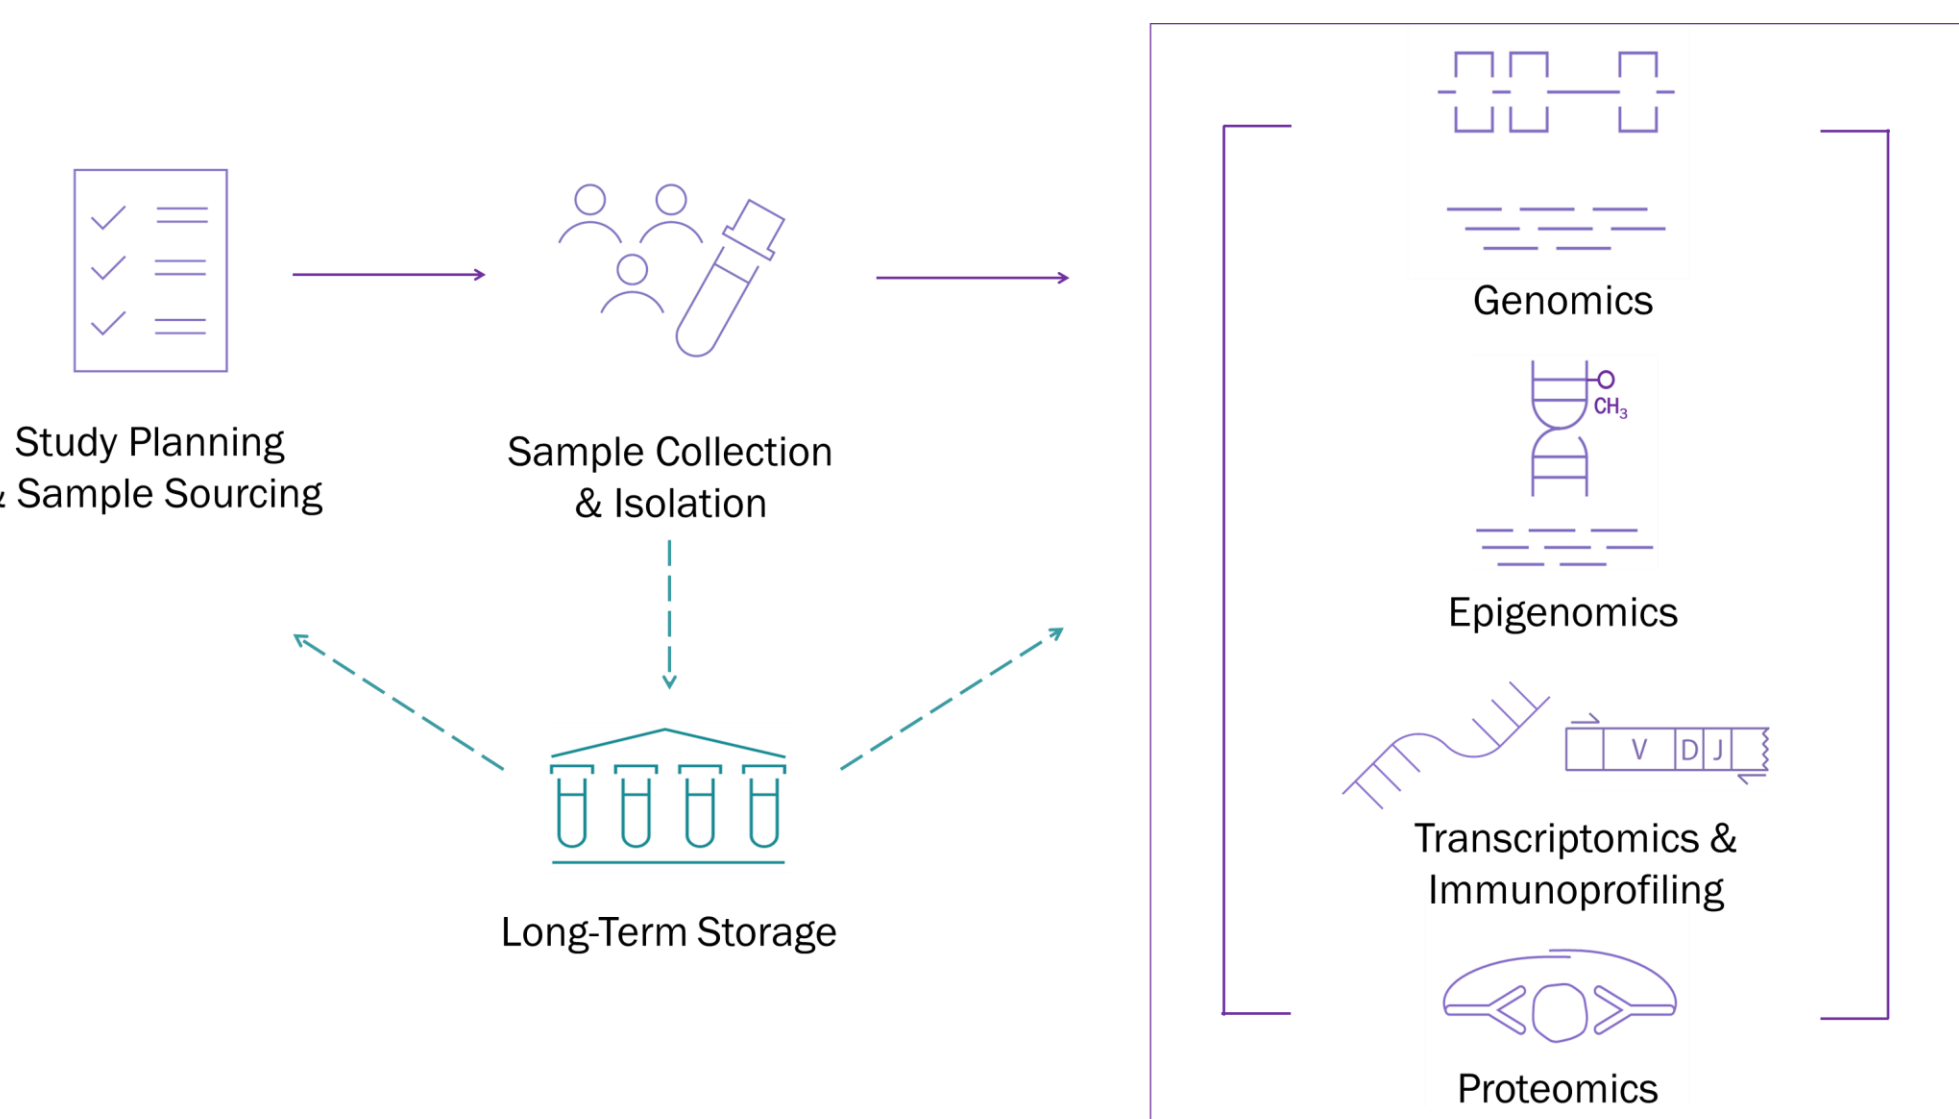 Study Planning
& Sample Sourcing
Sample Collection
& Isolation
Long-Term Storage
Genomics
CH₃
Epigenomics
V D J
Transcriptomics &
Immunoprofiling
Proteomics